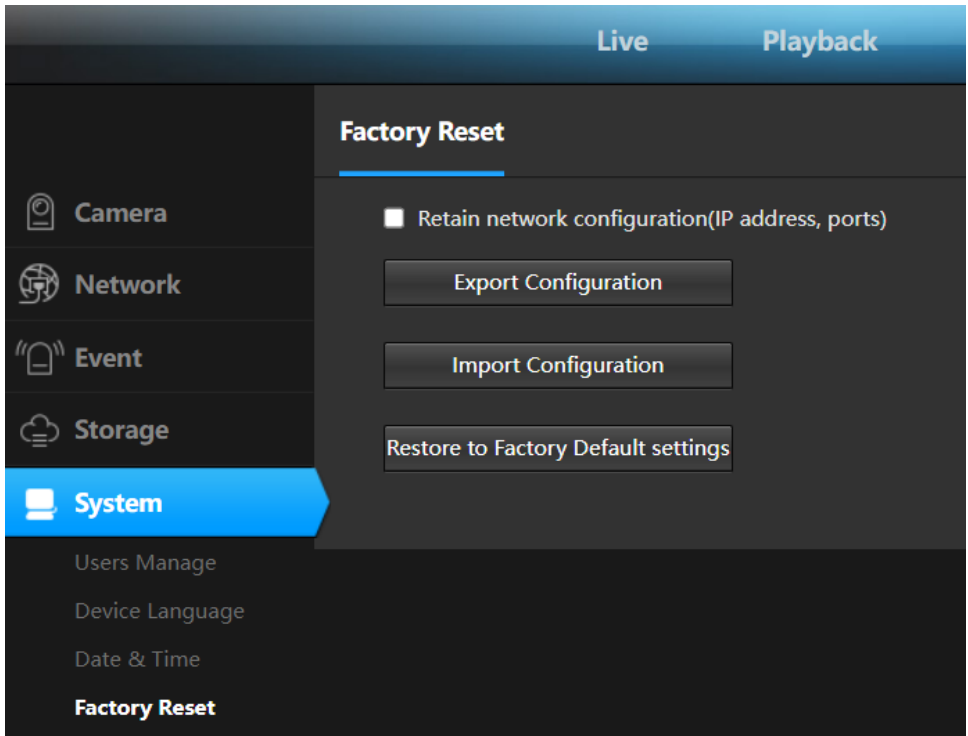 Live
Playback
Factory Reset
Camera
Network
Event
Storage
System
Users Manage
Device Language
Date & Time
Factory Reset
Retain network configuration(IP address, ports)
Export Configuration
Import Configuration
Restore to Factory Default settings